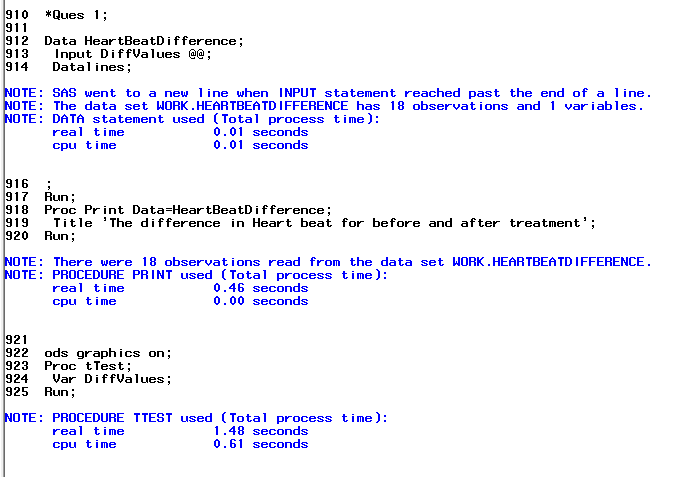 910  *Ques 1;
911
912  Data HeartBeatDifference;
913   Input DiffValues @@;
914   Datalines;
NOTE: SAS went to a new line when INPUT statement reached past the end of a line.
NOTE: The data set WORK.HEARTBEATDIFFERENCE has 18 observations and 1 variables.
NOTE: DATA statement used (Total process time):
      real time           0.01 seconds
      cpu time            0.01 seconds
916  ;
917  Run;
918  Proc Print Data=HeartBeatDifference;
919   Title 'The difference in Heart beat for before and after treatment';
920  Run;
NOTE: There were 18 observations read from the data set WORK.HEARTBEATDIFFERENCE.
NOTE: PROCEDURE PRINT used (Total process time):
      real time           0.46 seconds
      cpu time            0.00 seconds
921
922  ods graphics on;
923  Proc tTest;
924   Var DiffValues;
925  Run;
NOTE: PROCEDURE TTEST used (Total process time):
      real time           1.48 seconds
      cpu time            0.61 seconds